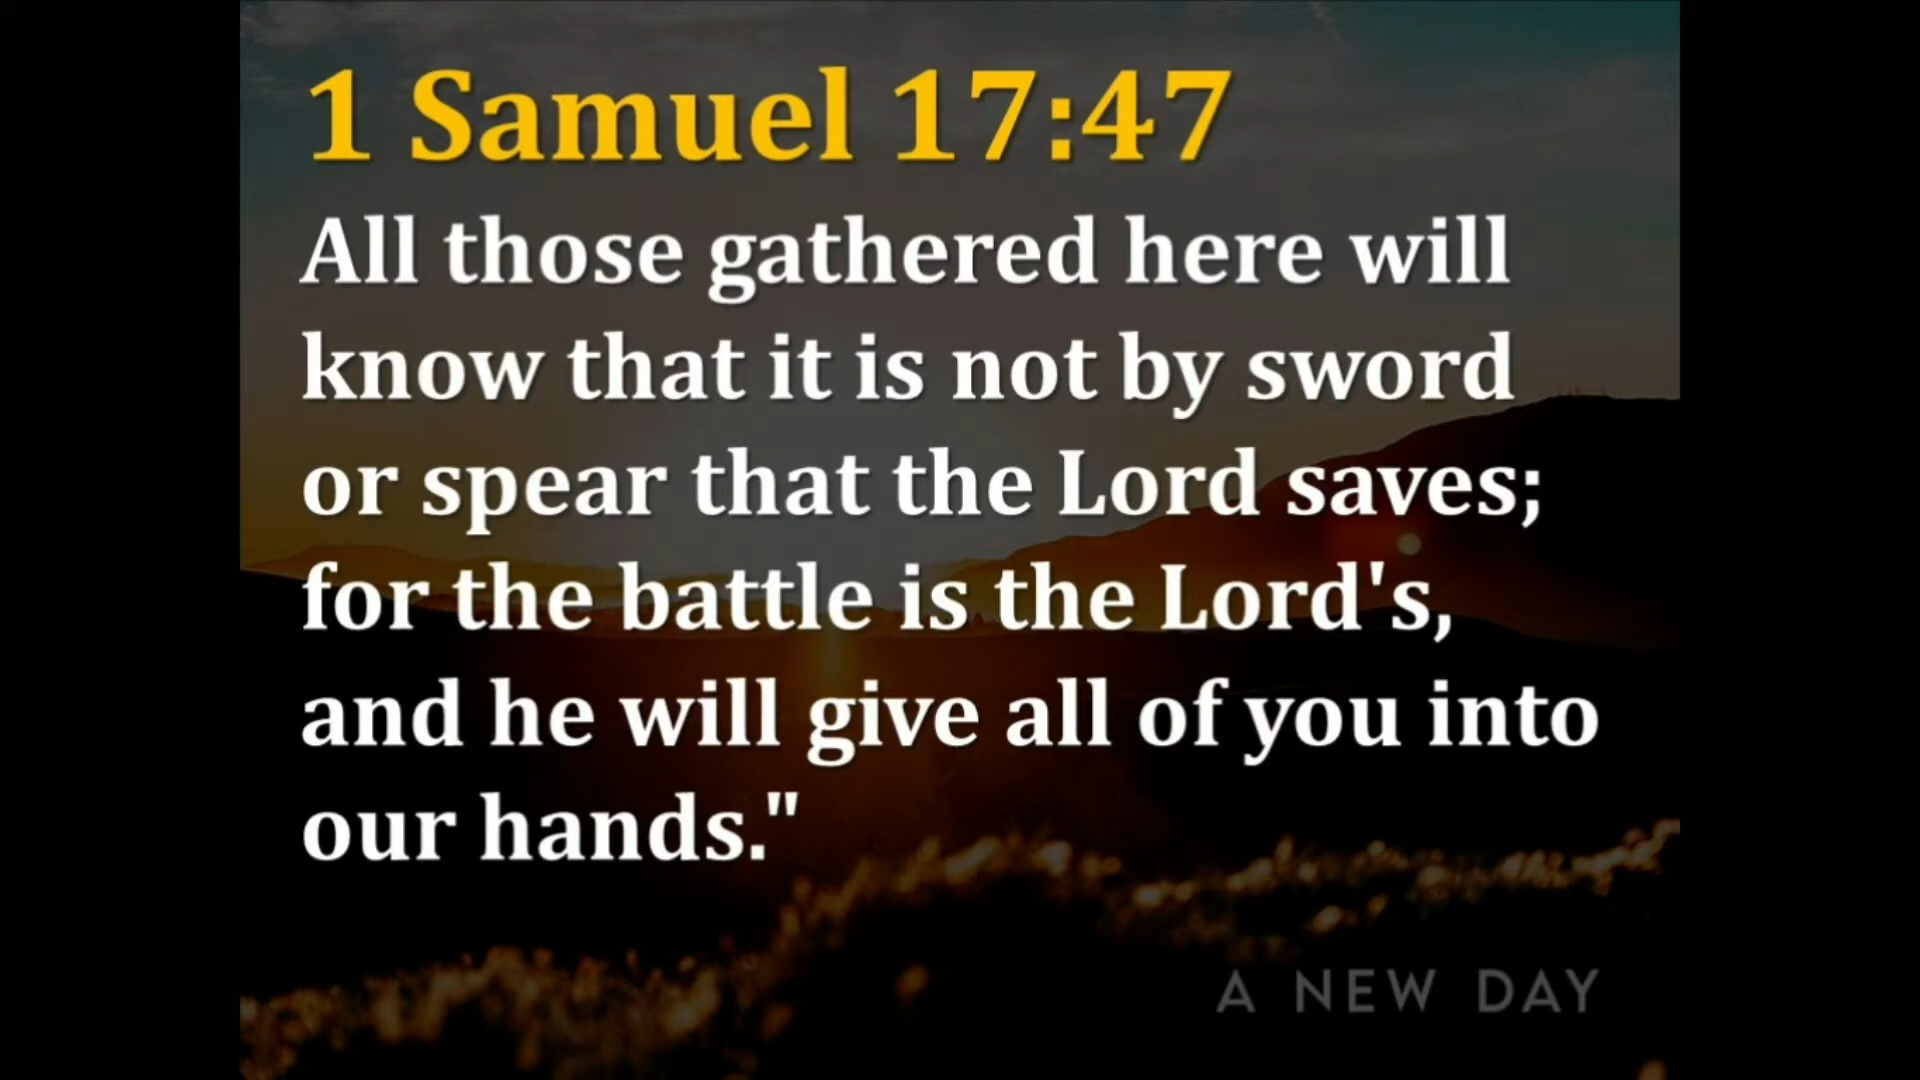 1 Samuel 17:47
All those gathered here will
know that it is not by sword
or spear that the Lord saves;
for the battle is the Lord's,
and he will give all of you into
our hands."
A NEW DAY